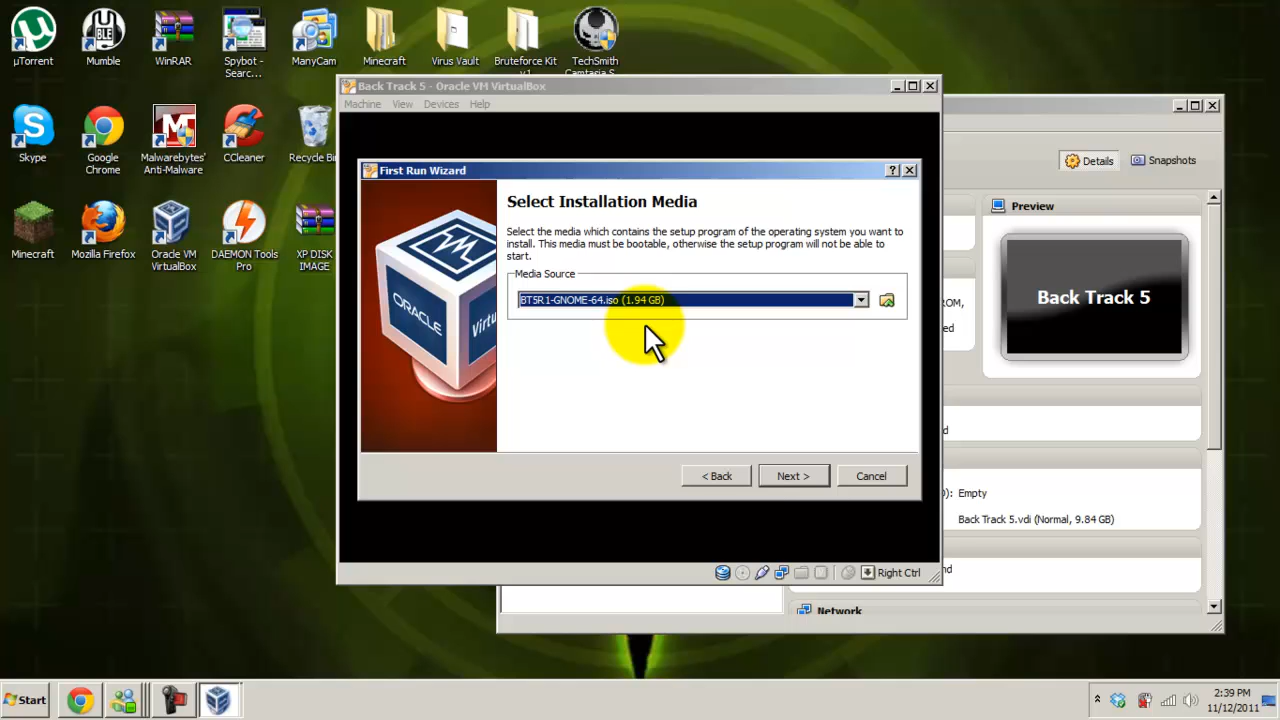 µTorrent
Mumble
WinRAR
Spybot -
Searc...
ManyCam
Minecraft
Virus Vault
Bruteforce Kit
v1
TechSmith
Camtasia S...
Skype
Google
Chrome
Malwarebytes'
Anti-Malware
CCleaner
Recycle Bin
Minecraft
Mozilla Firefox
Oracle VM
VirtualBox
DAEMON Tools
Pro
XP DISK
IMAGE
Back Track 5 - Oracle VM VirtualBox
Machine View Devices Help
First Run Wizard
Select Installation Media
Select the media which contains the setup program of the operating system you want to
install. This media must be bootable, otherwise the setup program will not be able to
start.
Media Source
BT5R1-GNOME-64.iso (1.94 GB)
ORACLE
< Back
Next >
Cancel
Right Ctrl
Details
Snapshots
Preview
Back Track 5
Empty
Back Track 5.vdi (Normal, 9.84 GB)
Network
Start
2:39 PM
11/12/2011